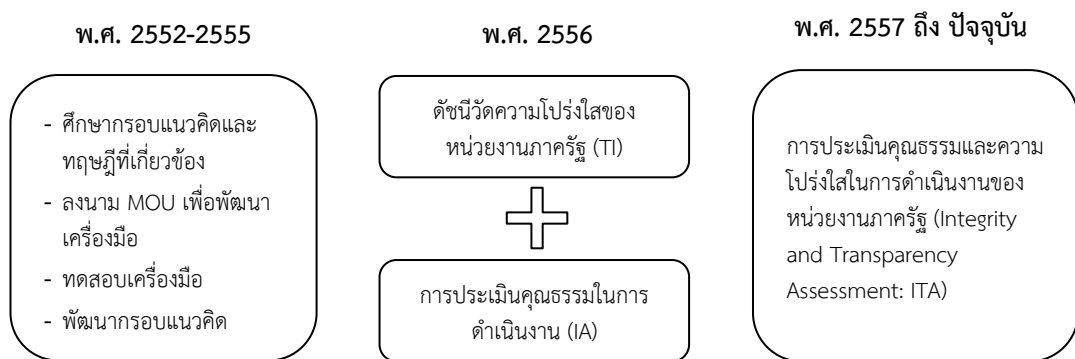 พ.ศ. 2552-2555
- ศึกษากรอบแนวคิดและ
ทฤษฎีที่เกี่ยวข้อง
- ลงนาม MOU เพื่อพัฒนา
เครื่องมือ
- ทดสอบเครื่องมือ
- พัฒนากรอบแนวคิด
พ.ศ. 2556
ดัชนีวัดความโปร่งใสของ
หน่วยงานภาครัฐ (TI)
การประเมินคุณธรรมในการ
ดำเนินงาน (IA)
พ.ศ. 2557 ถึง ปัจจุบัน
การประเมินคุณธรรมและความ
โปร่งใสในการดำเนินงานของ
หน่วยงานภาครัฐ (Integrity
and Transparency
Assessment: ITA)